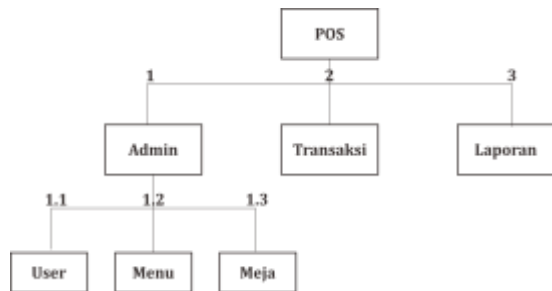 POS
1 2 3
Admin Transaksi Laporan
1.1 1.2 1.3
User Menu Meja